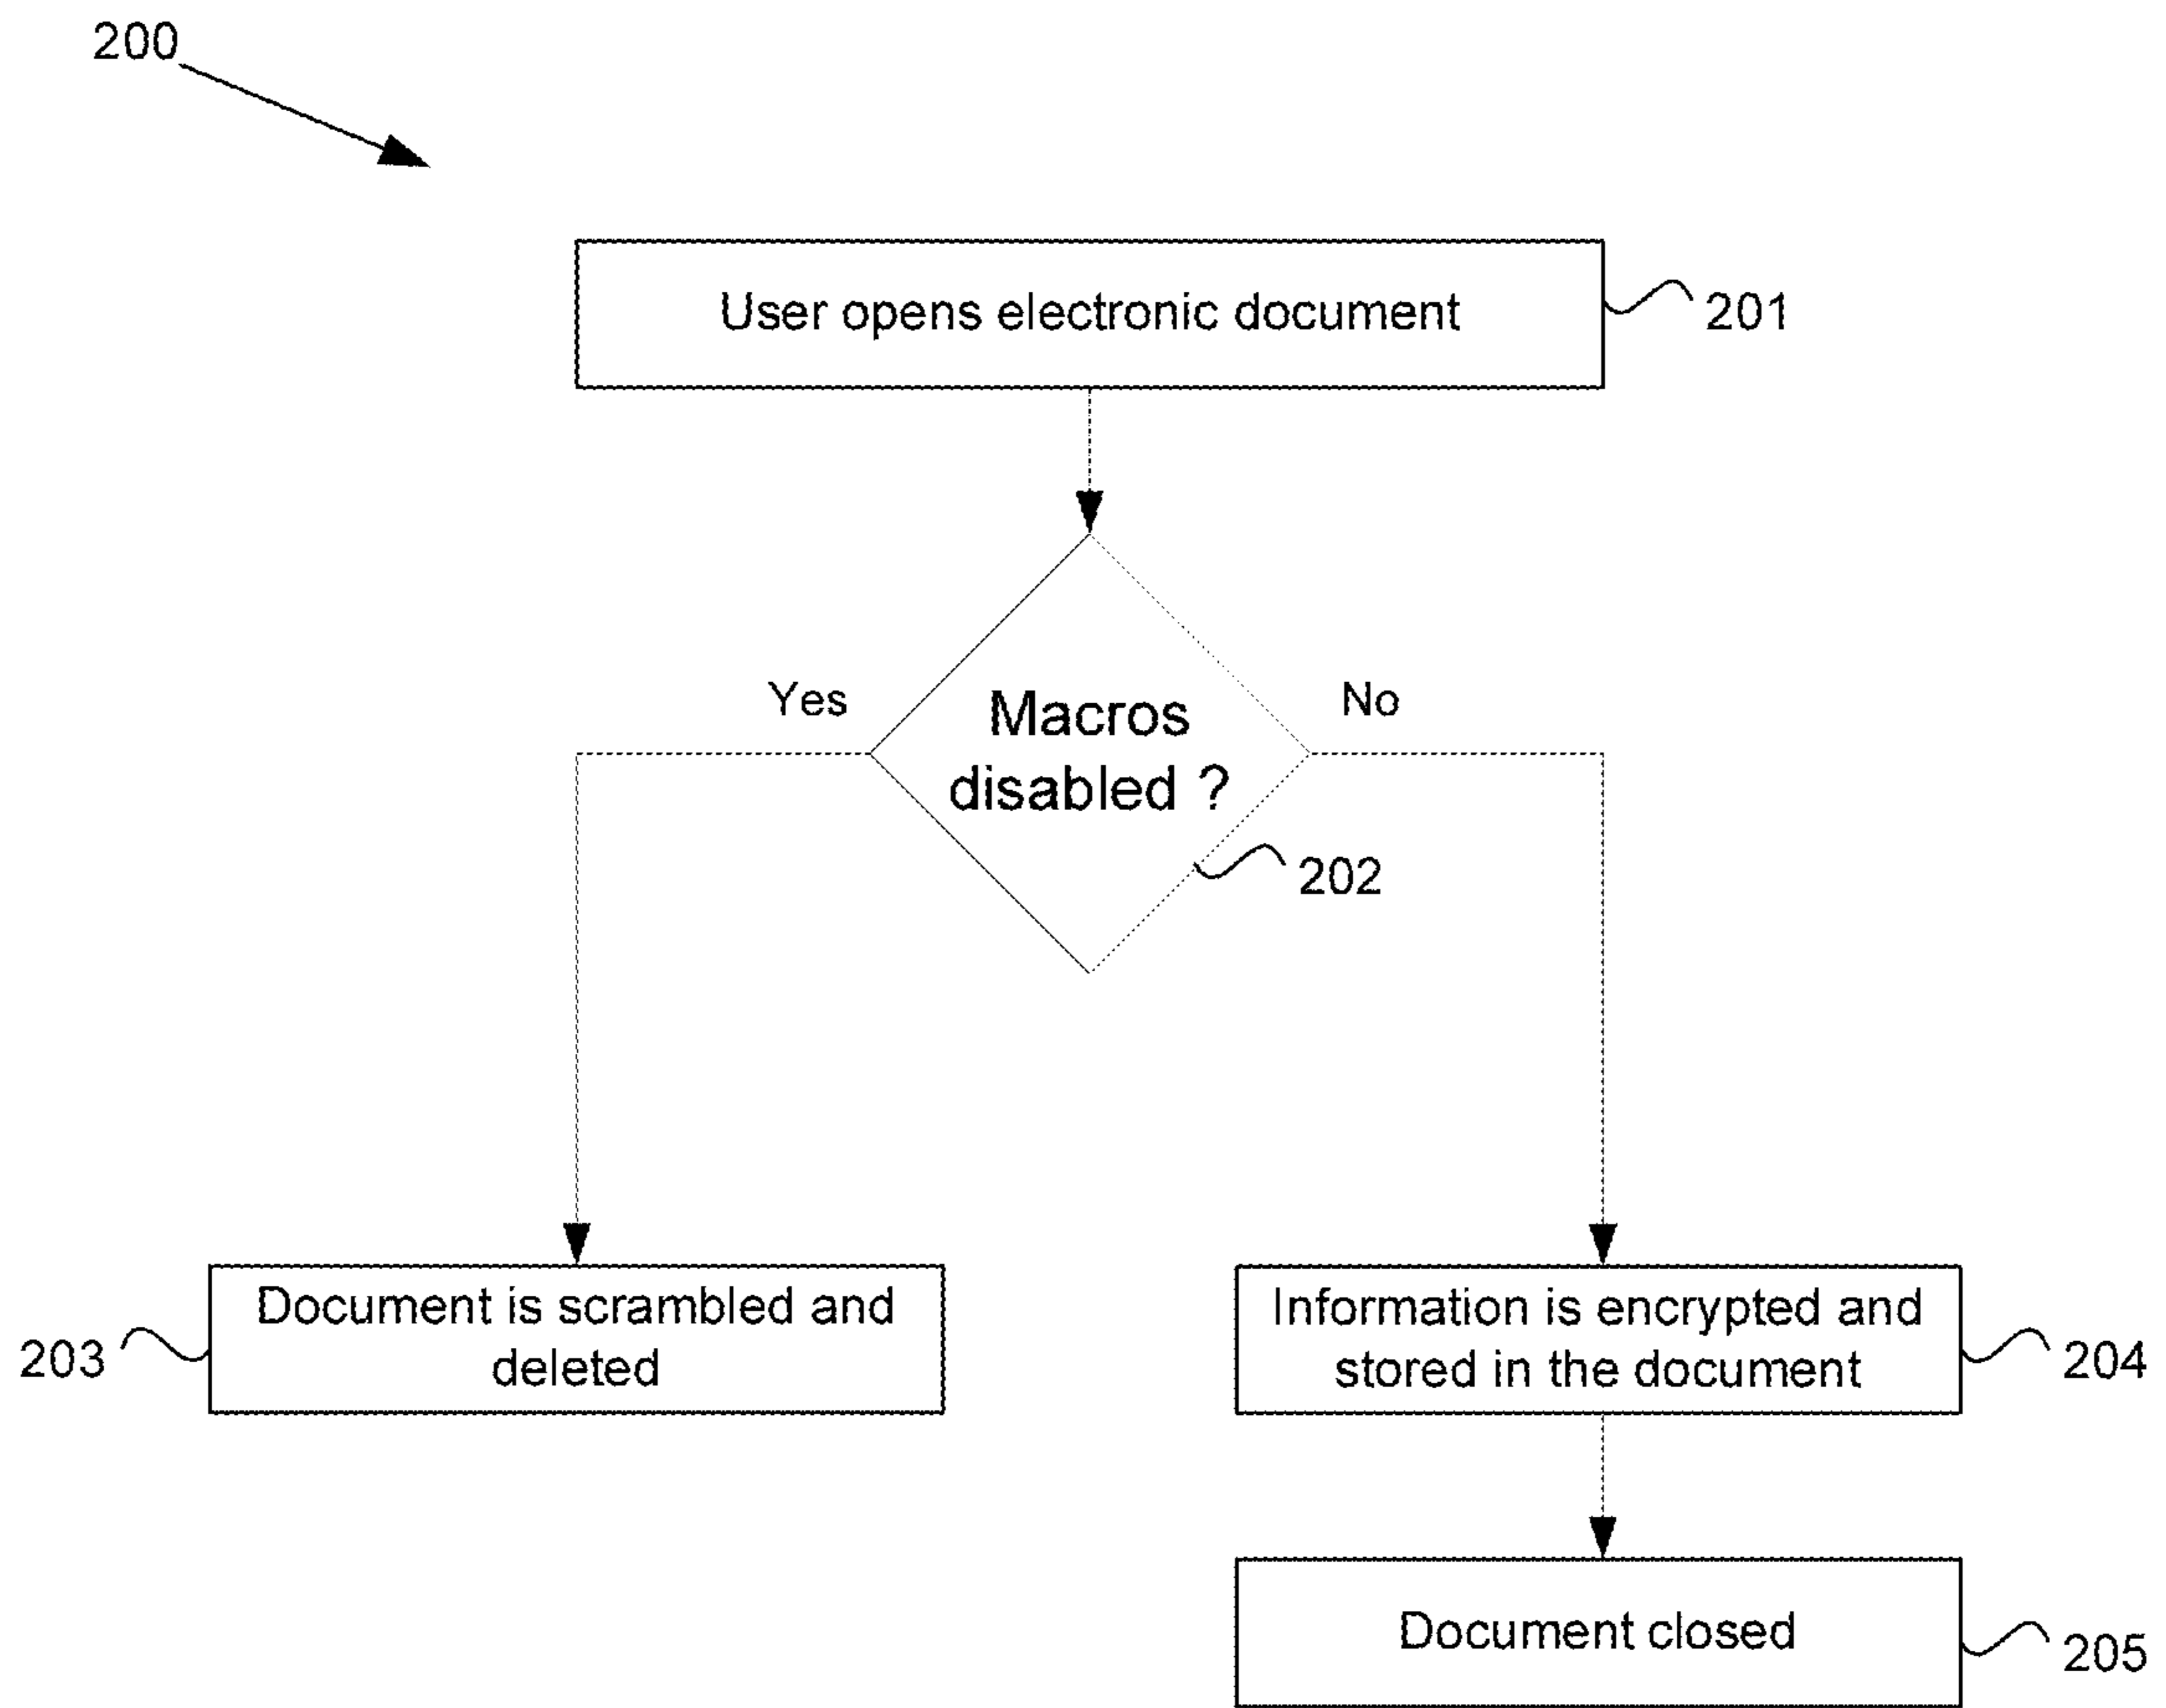 200
User opens electronic document
201
Yes
No
Macros
disabled ?
202
Document is scrambled and
deleted
203
Information is encrypted and
stored in the document
204
Document closed
205